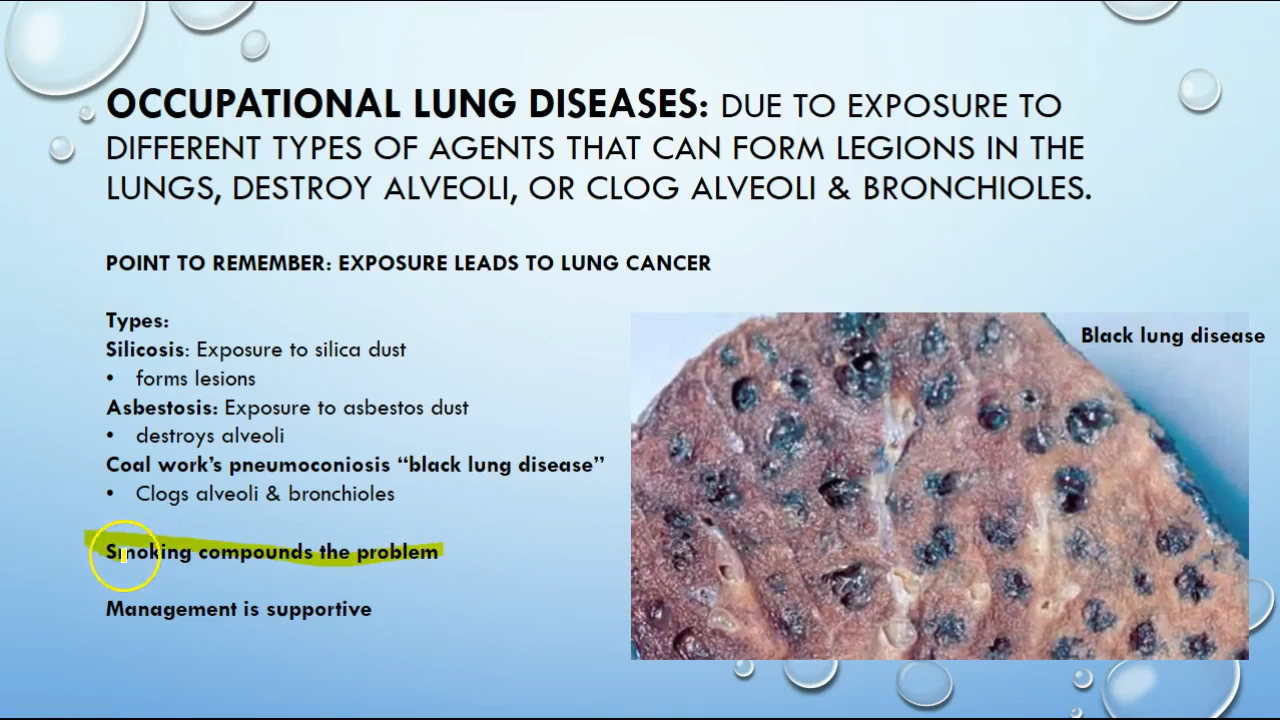 OCCUPATIONAL LUNG DISEASES: DUE TO EXPOSURE TO
DIFFERENT TYPES OF AGENTS THAT CAN FORM LEGIONS IN THE
LUNGS, DESTROY ALVEOLI, OR CLOG ALVEOLI & BRONCHIOLES.
POINT TO REMEMBER: EXPOSURE LEADS TO LUNG CANCER
Types:
Silicosis: Exposure to silica dust
• forms lesions
Asbestosis: Exposure to asbestos dust
• destroys alveoli
Coal work’s pneumoconiosis “black lung disease”
• Clogs alveoli & bronchioles
Smoking compounds the problem
Management is supportive
Black lung disease